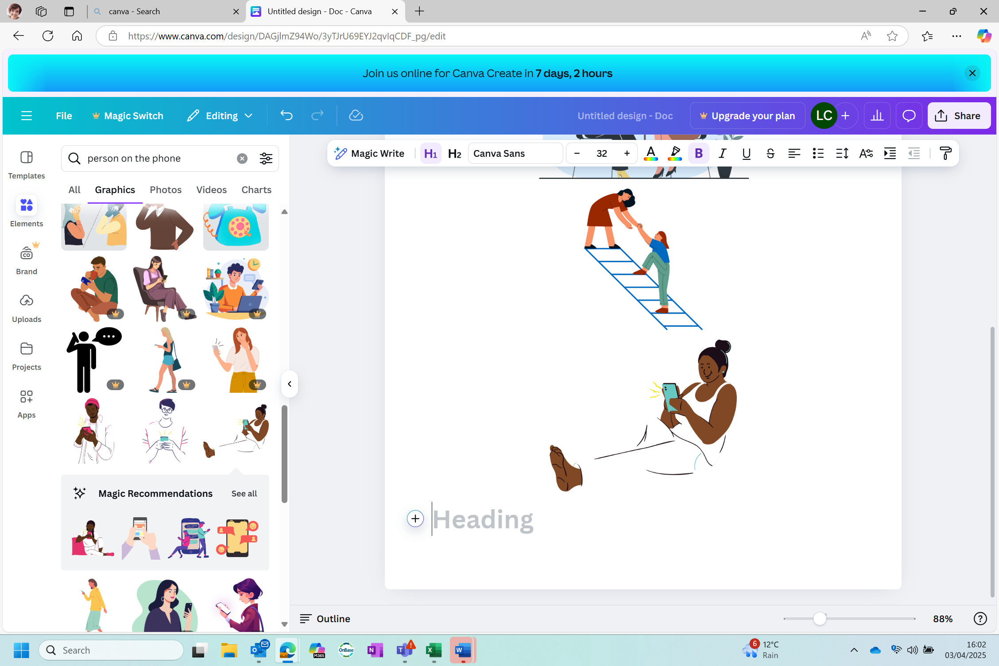 canva - Search
Untitled design - Doc - Canva
https://www.canva.com/design/DAGjlmZ94Wo/3yTJrU69EYJ2qvIqCDF_pg/edit
Join us online for Canva Create in 7 days, 2 hours
File
Magic Switch
Editing
Untitled design - Doc
Upgrade your plan
LC
+
Share
Templates
Elements
Brand
Uploads
Projects
Apps
person on the phone
All
Graphics
Photos
Videos
Charts
Magic Recommendations
See all
Magic Write
H1
H2
Canva Sans
– 32 +
A
B
I
U
S
Heading
Outline
88%
?
Search
M365
OnBase
6
12°C
Rain
16:02
03/04/2025